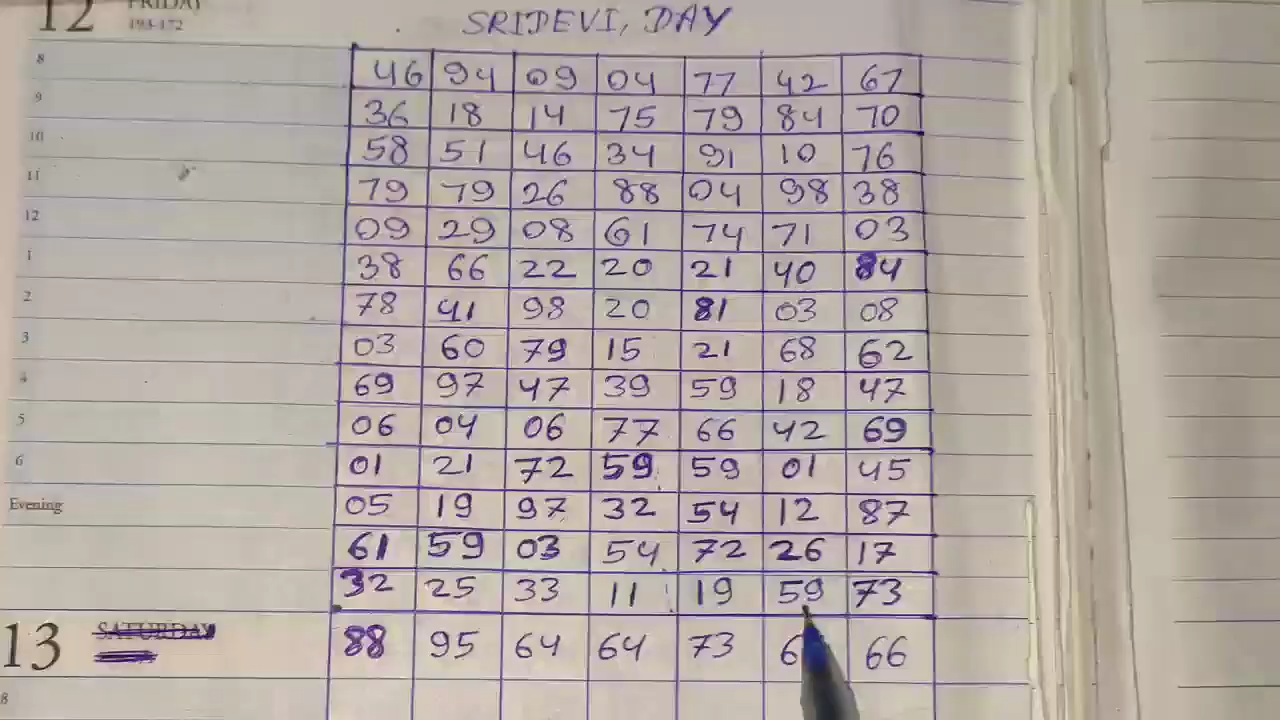 12 FRIDAY
193-172
SRIDEVI, DAY
8 46 94 09 04 77 42 67
9 36 18 14 75 79 84 70
10 58 51 46 34 91 10 76
11 79 79 26 88 04 98 38
12 09 29 08 61 74 71 03
1 38 66 22 20 21 40 84
2 78 41 98 20 81 03 08
3 03 60 79 15 21 68 62
4 69 97 47 39 59 18 47
5 06 04 06 77 66 42 69
6 01 21 72 59 59 01 45
Evening 05 19 97 32 54 12 87
61 59 03 54 72 26 17
32 25 33 11 19 59 73
13 SATURDAY
88 95 64 64 73 66
8